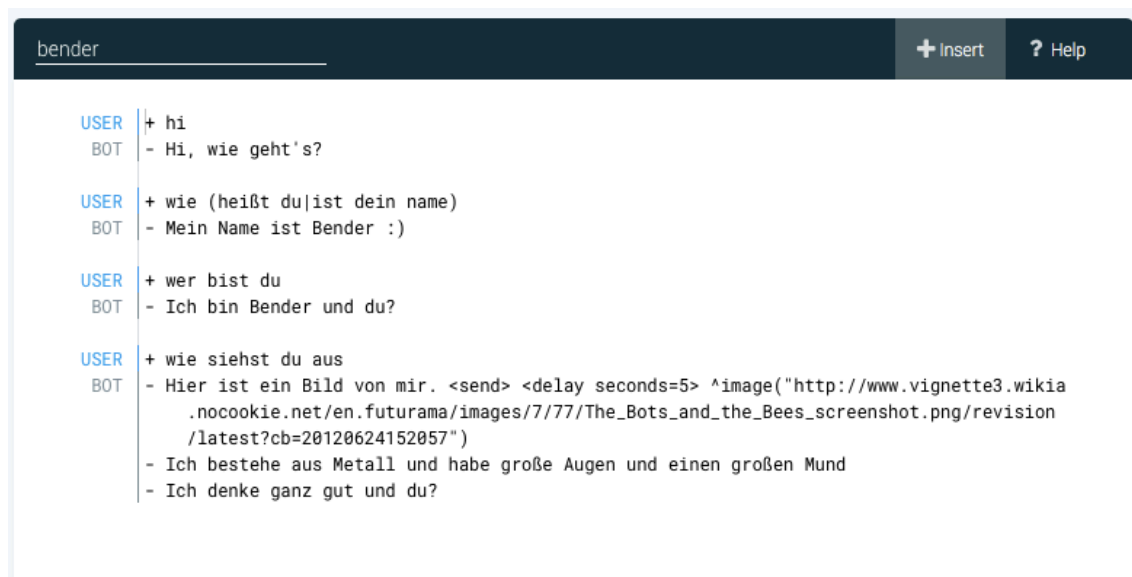 bender
+ Insert
? Help
USER + hi
BOT - Hi, wie geht's?
USER + wie (heißt du|ist dein name)
BOT - Mein Name ist Bender :)
USER + wer bist du
BOT - Ich bin Bender und du?
USER + wie siehst du aus
BOT - Hier ist ein Bild von mir. <send> <delay seconds=5> ^image("http://www.vignette3.wikia
.nocookie.net/en.futurama/images/7/77/The_Bots_and_the_Bees_screenshot.png/revision
/latest?cb=20120624152057")
- Ich bestehe aus Metall und habe große Augen und einen großen Mund
- Ich denke ganz gut und du?